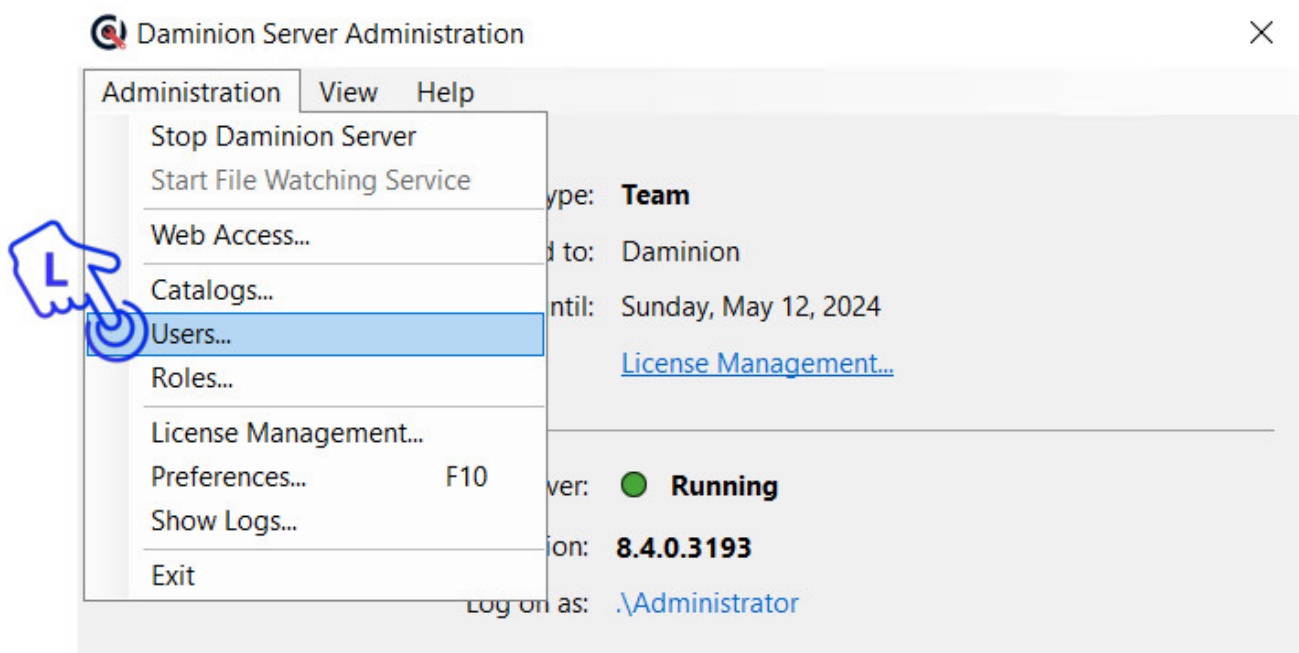 Daminion Server Administration
Administration View Help
Stop Daminion Server
Start File Watching Service
Web Access...
Catalogs...
Users...
Roles...
License Management...
Preferences... F10
Show Logs...
Exit
ype: Team
d to: Daminion
ntil: Sunday, May 12, 2024
License Management...
ver: Running
ion: 8.4.0.3193
Log on as: .\Administrator
L